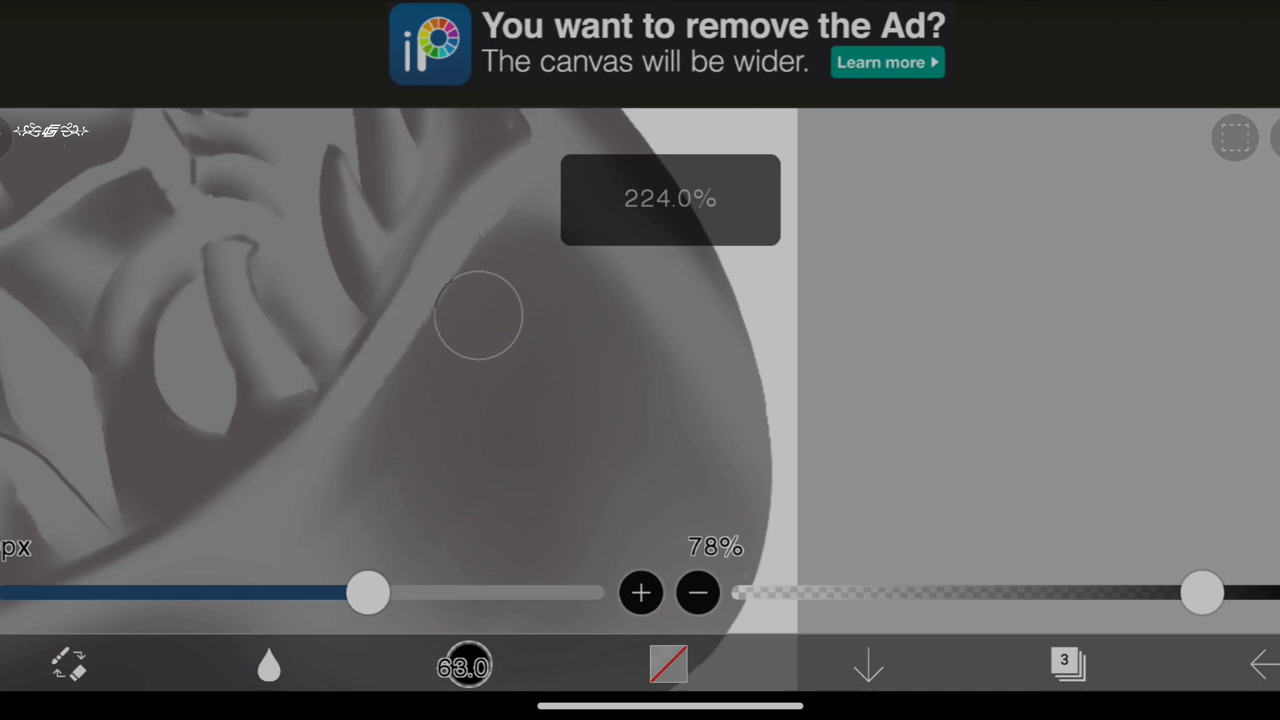 iP
You want to remove the Ad?
The canvas will be wider.
Learn more
224.0%
px
78%
63.0
3